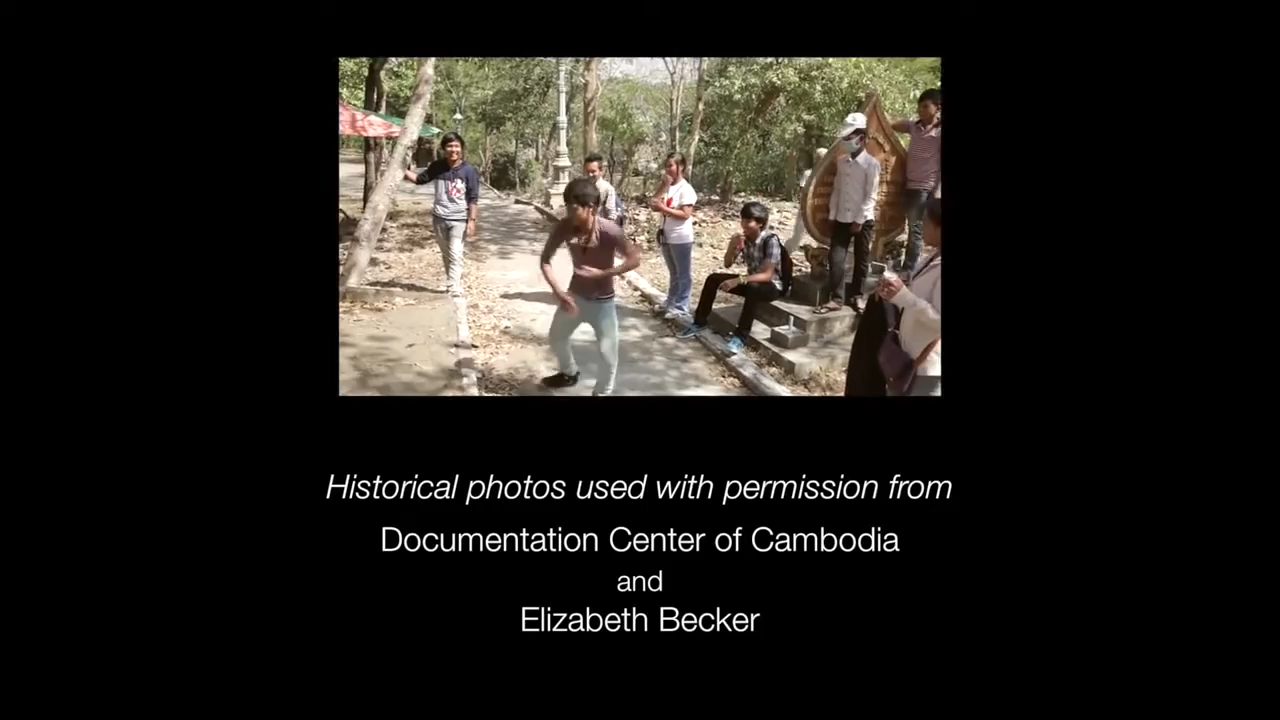 Historical photos used with permission from
Documentation Center of Cambodia
and
Elizabeth Becker